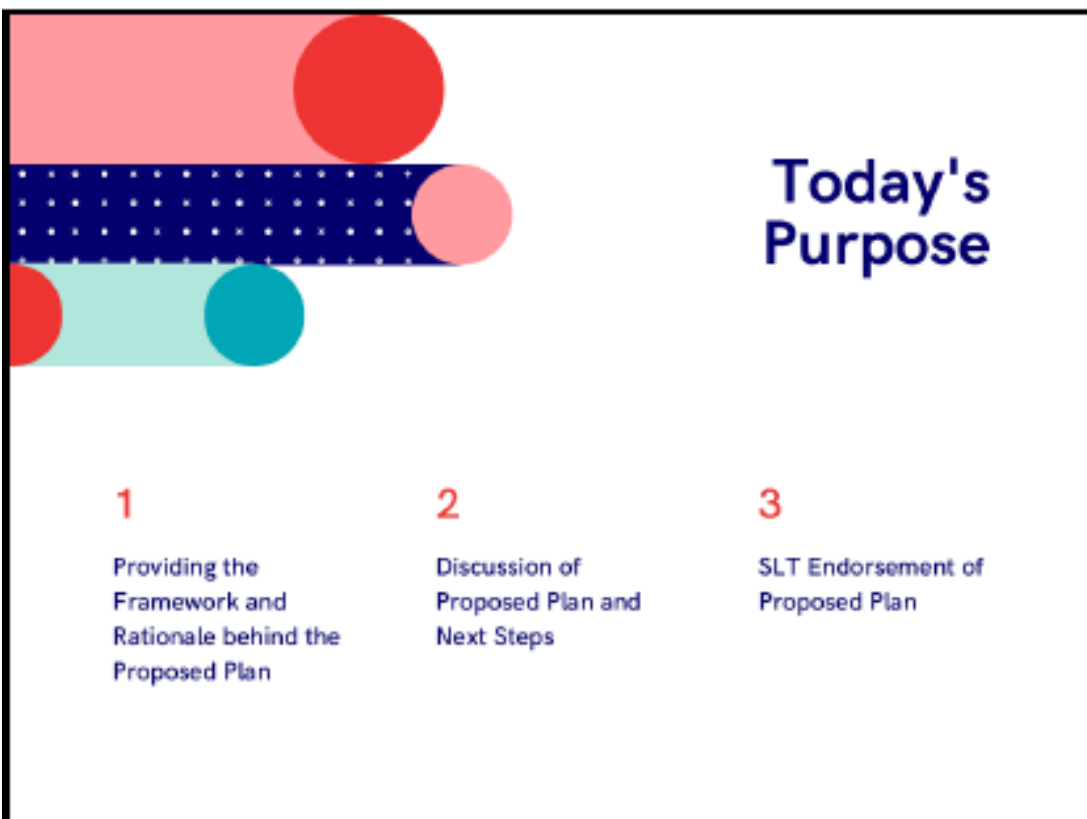 Today's
Purpose
1
Providing the
Framework and
Rationale behind the
Proposed Plan
2
Discussion of
Proposed Plan and
Next Steps
3
SLT Endorsement of
Proposed Plan